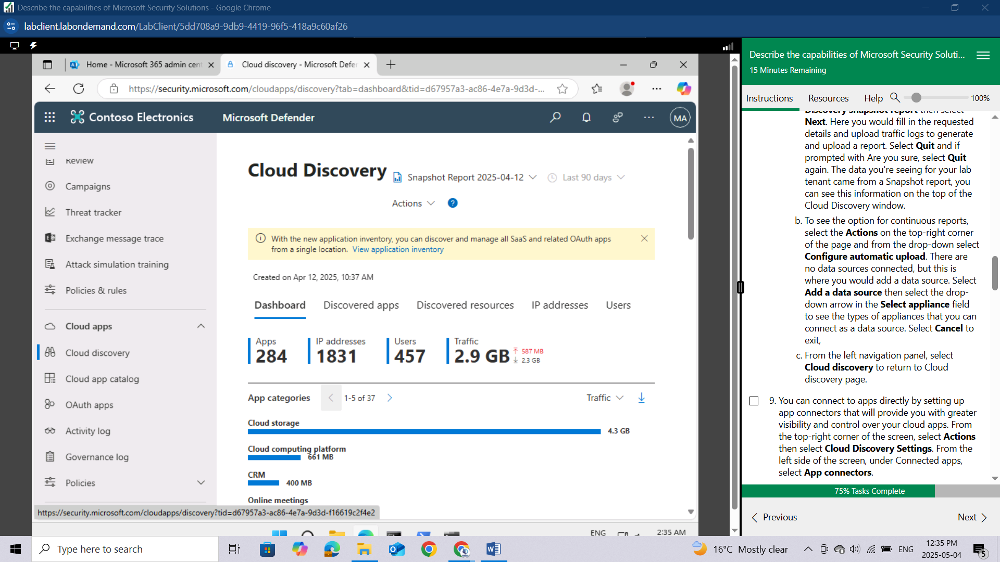 Describe the capabilities of Microsoft Security Solutions - Google Chrome
labclient.labondemand.com/LabClient/5dd708a9-9db9-4419-96f5-418a9c60af26
Home - Microsoft 365 admin cent
Cloud discovery - Microsoft Defer
https://security.microsoft.com/cloudapps/discovery?tab=dashboard&tid=d67957a3-ac86-4e7a-9d3d-...
Contoso Electronics
Microsoft Defender
MA
Review
Campaigns
Threat tracker
Exchange message trace
Attack simulation training
Policies & rules
Cloud apps
Cloud discovery
Cloud app catalog
OAuth apps
Activity log
Governance log
Policies
Cloud Discovery
Snapshot Report 2025-04-12
Last 90 days
Actions
?
With the new application inventory, you can discover and manage all SaaS and related OAuth apps
from a single location. View application inventory
Created on Apr 12, 2025, 10:37 AM
Dashboard
Discovered apps
Discovered resources
IP addresses
Users
Apps
284
IP addresses
1831
Users
457
Traffic
2.9 GB
587 MB
2.3 GB
App categories
1-5 of 37
Traffic
Cloud storage
4.3 GB
Cloud computing platform
661 MB
CRM
400 MB
Online meetings
https://security.microsoft.com/cloudapps/discovery?tid=d67957a3-ac86-4e7a-9d3d-f16619c2f4e2
ENG
2:35 AM
Describe the capabilities of Microsoft Security Soluti...
15 Minutes Remaining
Instructions
Resources
Help
100%
Discovery snapshot report then select
Next. Here you would fill in the requested
details and upload traffic logs to generate
and upload a report. Select Quit and if
prompted with Are you sure, select Quit
again. The data you're seeing for your lab
tenant came from a Snapshot report, you
can see this information on the top of the
Cloud Discovery window.
b. To see the option for continuous reports,
select the Actions on the top-right corner
of the page and from the drop-down select
Configure automatic upload. There are
no data sources connected, but this is
where you would add a data source. Select
Add a data source then select the drop-
down arrow in the Select appliance field
to see the types of appliances that you can
connect as a data source. Select Cancel to
exit,
c. From the left navigation panel, select
Cloud discovery to return to Cloud
discovery page.
9. You can connect to apps directly by setting up
app connectors that will provide you with greater
visibility and control over your cloud apps. From
the top-right corner of the screen, select Actions
then select Cloud Discovery Settings. From the
left side of the screen, under Connected apps,
select App connectors.
75% Tasks Complete
Previous
Next
Type here to search
16°C Mostly clear
ENG
12:35 PM
2025-05-04
5